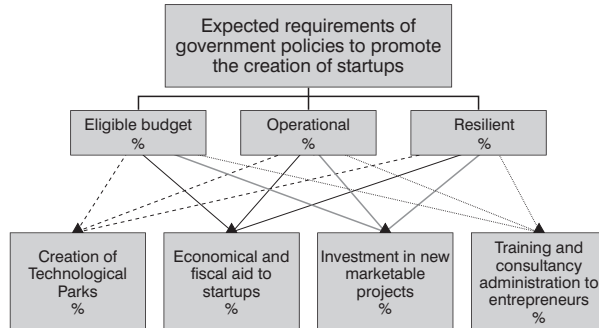 Expected requirements of
government policies to promote
the creation of startups
Eligible budget
%
Operational
%
Resilient
%
Creation of
Technological
Parks
%
Economical and
fiscal aid to
startups
%
Investment in new
marketable
projects
%
Training and
consultancy
administration to
entrepreneurs
%